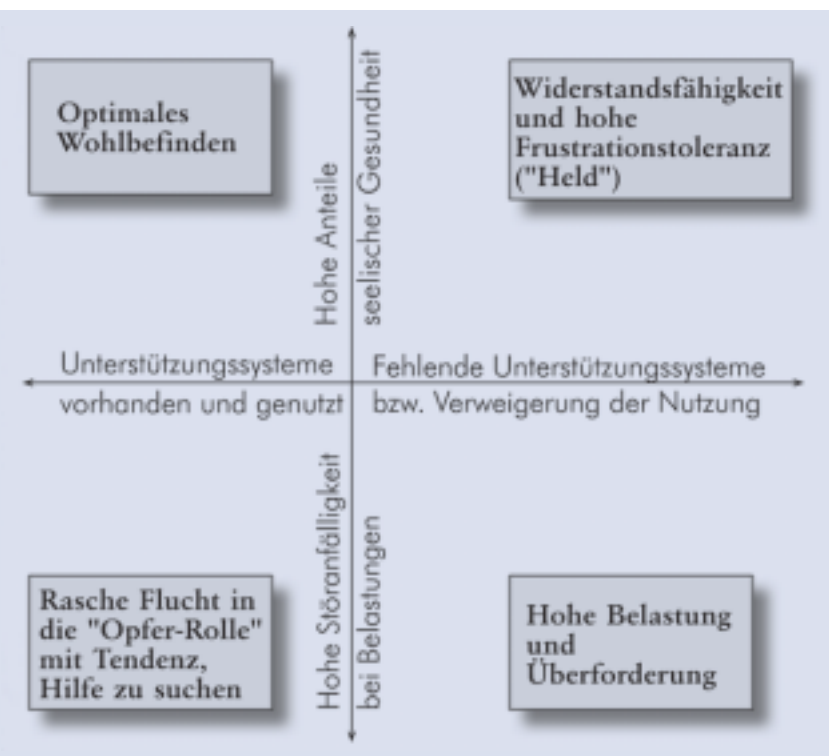 Optimales
Wohlbefinden
Hohe Anteile
seelischer Gesundheit
Widerstandsfähigkeit
und hohe
Frustrationstoleranz
("Held")
Unterstützungssysteme
vorhanden und genutzt
Fehlende Unterstützungssysteme
bzw. Verweigerung der Nutzung
Rasche Flucht in
die "Opfer-Rolle"
mit Tendenz,
Hilfe zu suchen
Hohe Störanfälligkeit
bei Belastungen
Hohe Belastung
und
Überforderung